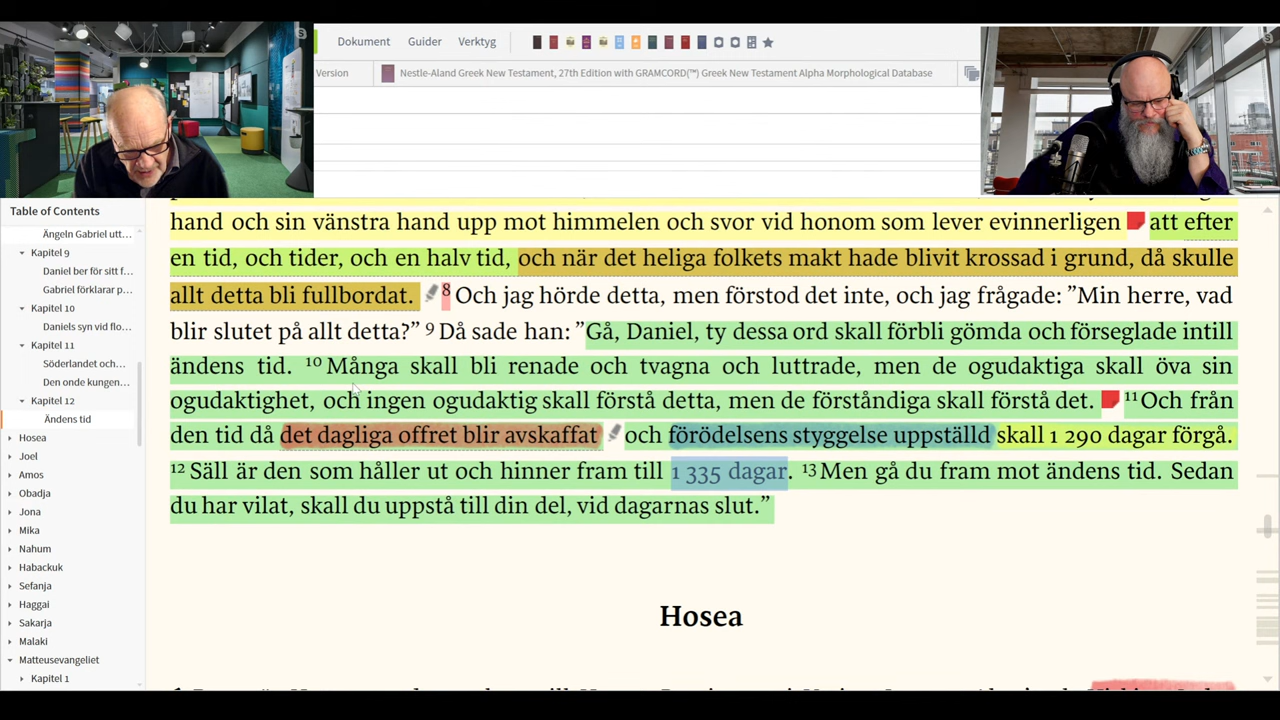 Dokument Guider Verktyg
Version Nestle-Aland Greek New Testament, 27th Edition with GRAMCORD(™) Greek New Testament Alpha Morphological Database
Table of Contents
Ängeln Gabriel utt...
Kapitel 9
Daniel ber för sitt f...
Gabriel förklarar p...
Kapitel 10
Daniels syn vid flo...
Kapitel 11
Söderlandet och...
Den onde kungen...
Kapitel 12
Ändens tid
Hosea
Joel
Amos
Obadja
Jona
Mika
Nahum
Habackuk
Sefanja
Haggai
Sakarja
Malaki
Matteusevangeliet
Kapitel 1
hand och sin vänstra hand upp mot himmelen och svor vid honom som lever evinnerligen att efter
en tid, och tider, och en halv tid, och när det heliga folkets makt hade blivit krossad i grund, då skulle
allt detta bli fullbordat. 8 Och jag hörde detta, men förstod det inte, och jag frågade: ”Min herre, vad
blir slutet på allt detta?” 9 Då sade han: ”Gå, Daniel, ty dessa ord skall förbli gömda och förseglade intill
ändens tid. 10 Många skall bli renade och tvagna och luttrade, men de ogudaktiga skall öva sin
ogudaktighet, och ingen ogudaktig skall förstå detta, men de förståndiga skall förstå det. 11 Och från
den tid då det dagliga offret blir avskaffat och förödelsens styggelse uppställd skall 1 290 dagar förgå.
12 Säll är den som håller ut och hinner fram till 1 335 dagar. 13 Men gå du fram mot ändens tid. Sedan
du har vilat, skall du uppstå till din del, vid dagarnas slut.”
Hosea